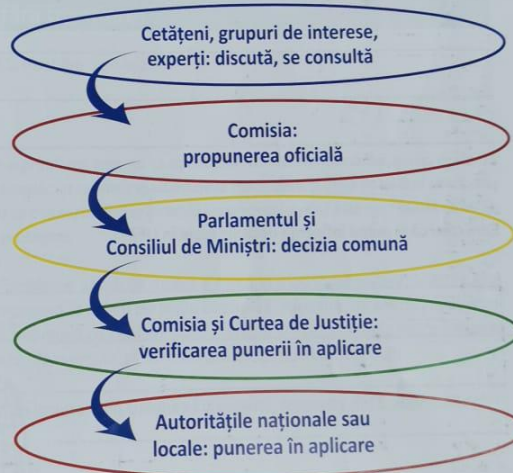 Cetățeni, grupuri de interese,
experți: discută, se consultă
Comisia:
propunerea oficială
Parlamentul și
Consiliul de Miniștri: decizia comună
Comisia și Curtea de Justiție:
verificarea punerii în aplicare
Autoritățile naționale sau
locale: punerea în aplicare